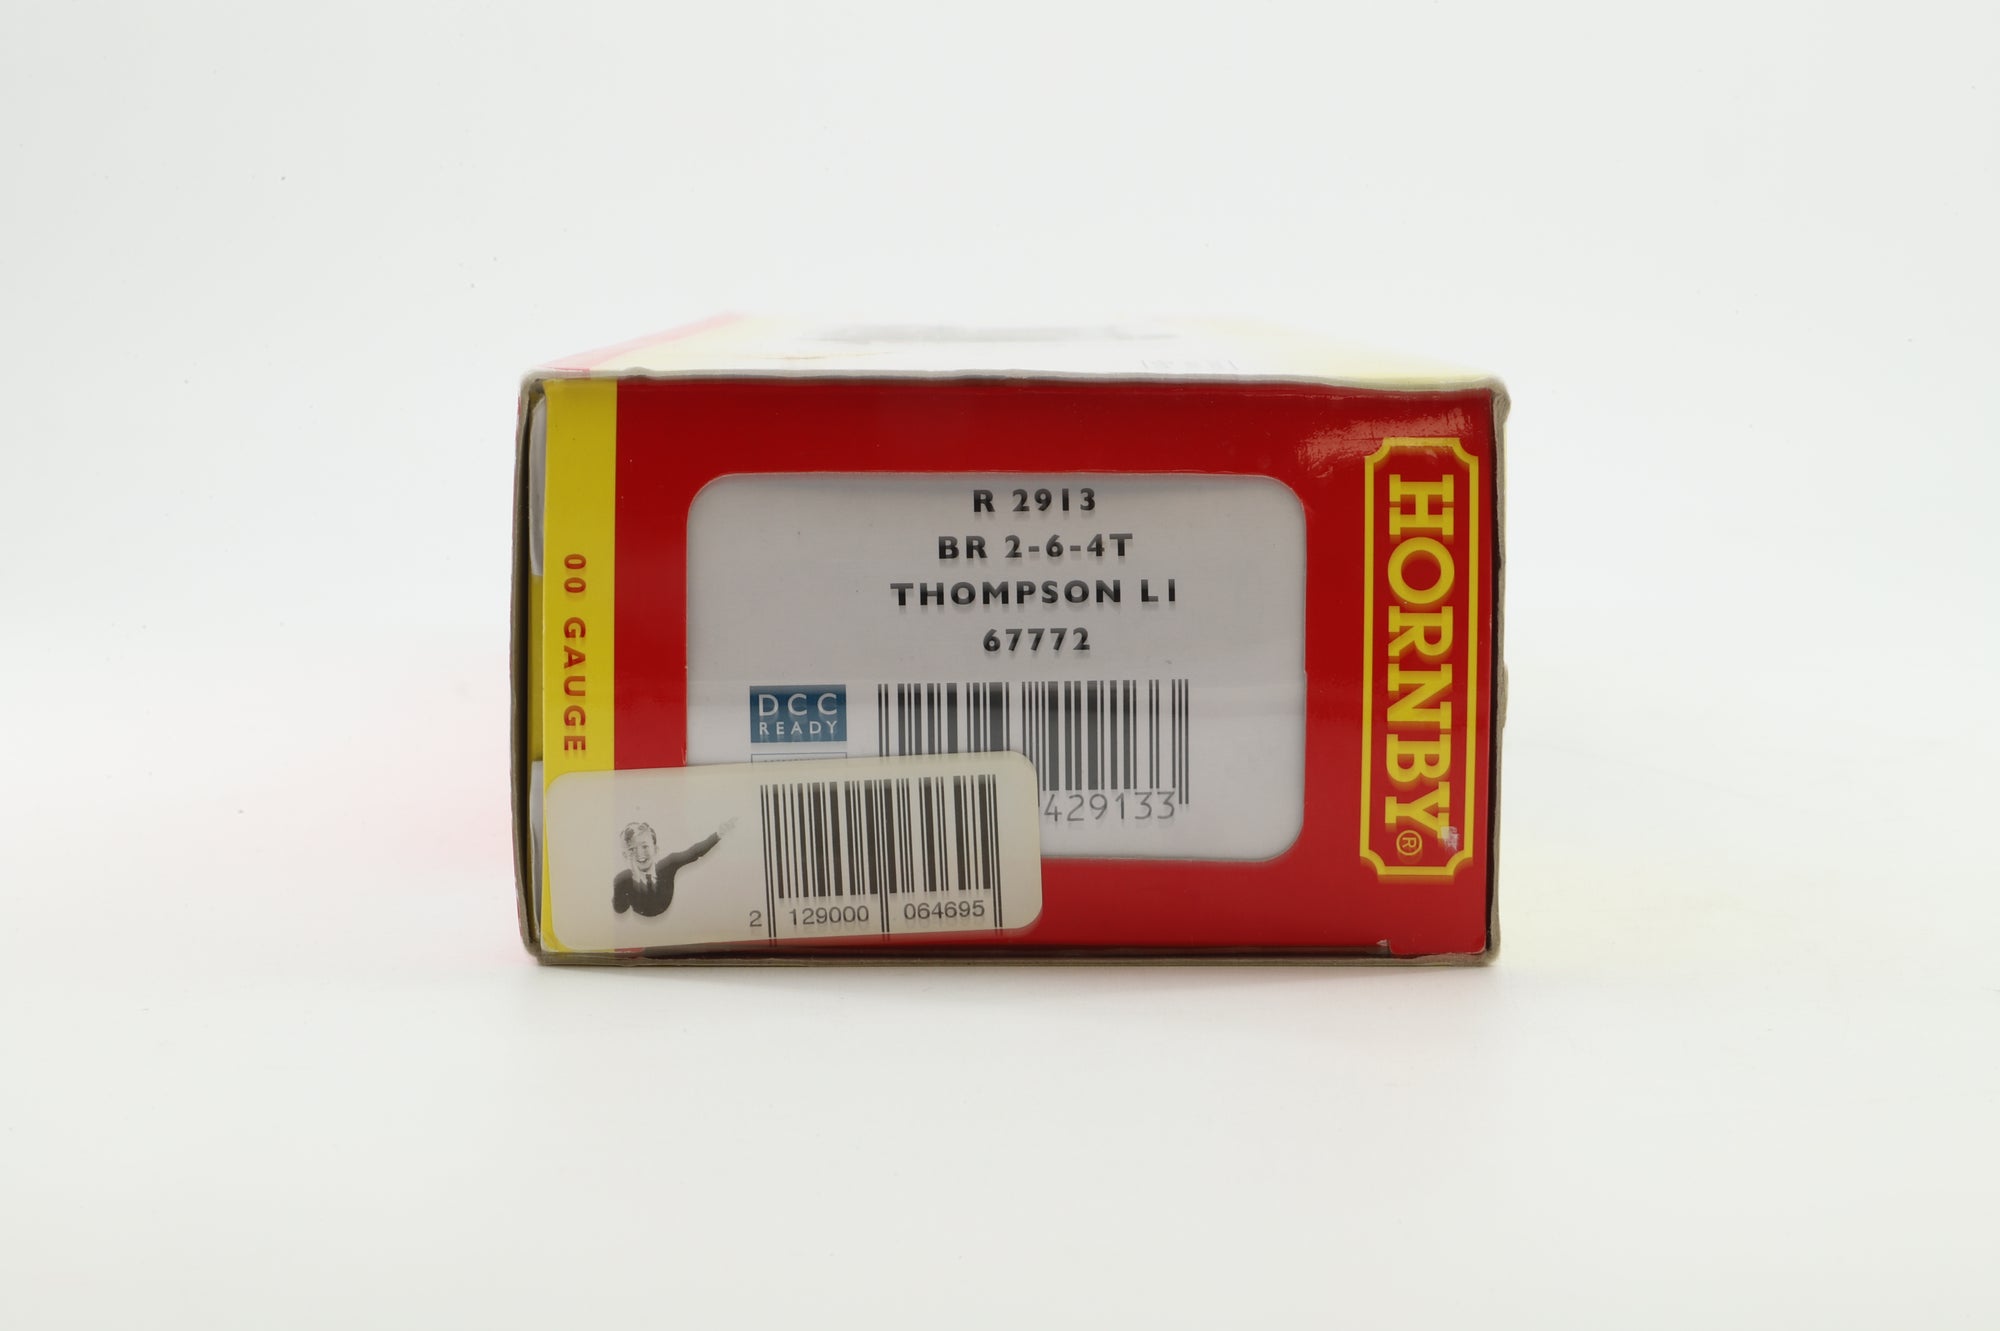 R 2913
BR 2-6-4T
THOMPSON L1
67772
DCC
READY
429133
2 129000 064695
00 GAUGE
HORNBY®